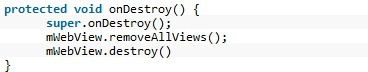 protected void onDestroy() {
super.onDestroy();
mWebView.removeAllViews();
mWebView.destroy()
}